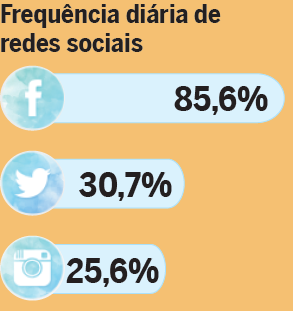 Frequência diária de
redes sociais
85,6%
30,7%
25,6%